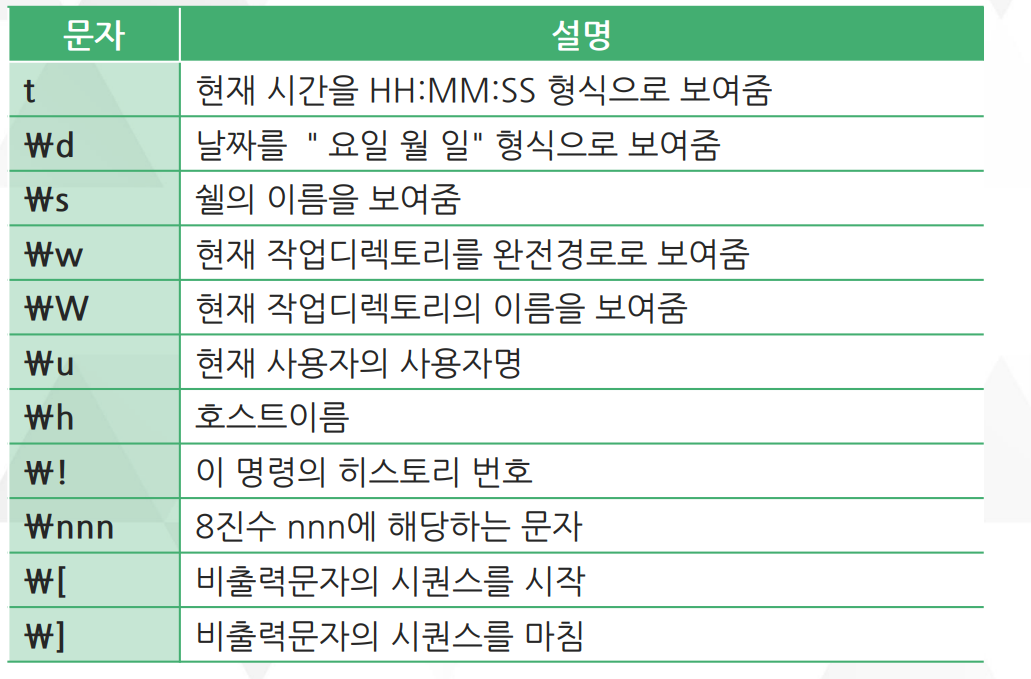 문자 설명
t 현재 시간을 HH:MM:SS 형식으로 보여줌
₩d 날짜를 " 요일 월 일" 형식으로 보여줌
₩s 쉘의 이름을 보여줌
₩w 현재 작업디렉토리를 완전경로로 보여줌
₩W 현재 작업디렉토리의 이름을 보여줌
₩u 현재 사용자의 사용자명
₩h 호스트이름
₩! 이 명령의 히스토리 번호
₩nnn 8진수 nnn에 해당하는 문자
₩[ 비출력문자의 시퀀스를 시작
₩] 비출력문자의 시퀀스를 마침